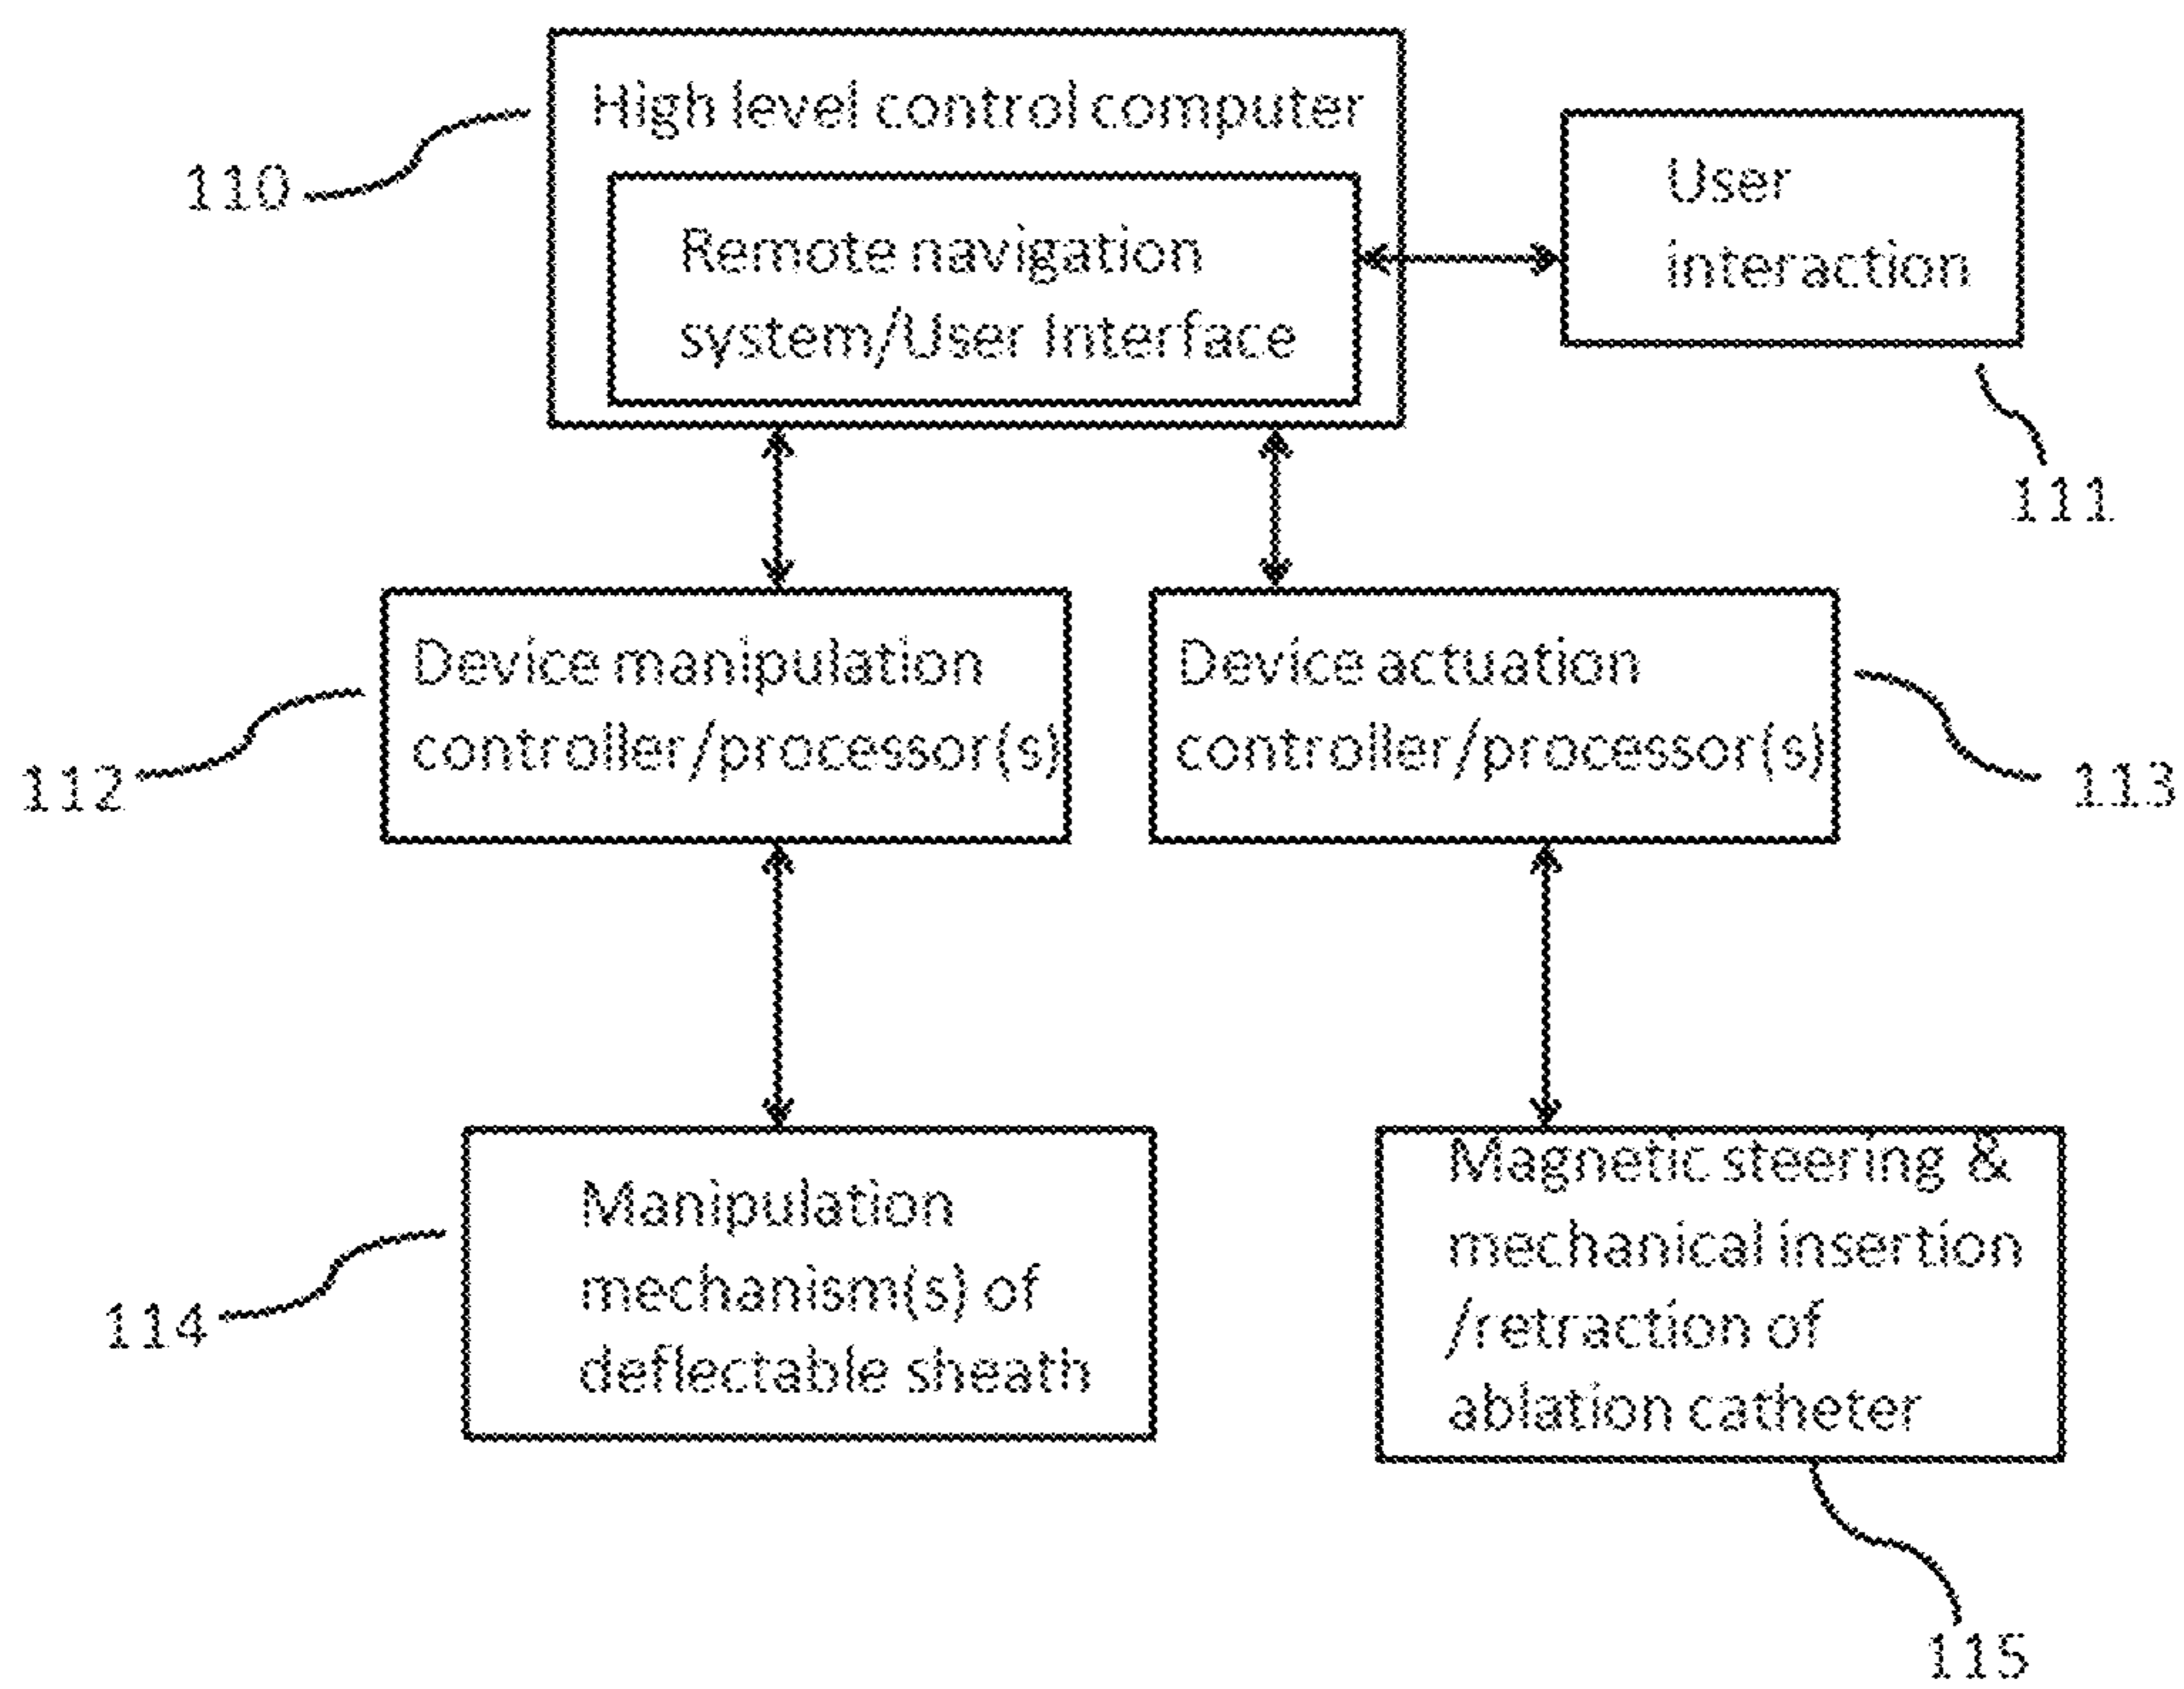 High level control computer
110
Remote navigation
system/User Interface
User
interaction
111
Device manipulation
controller/processor(s)
112
Device actuation
controller/processor(s)
113
Manipulation
mechanism(s) of
deflectable sheath
114
Magnetic steering &
mechanical insertion
/retraction of
ablation catheter
115